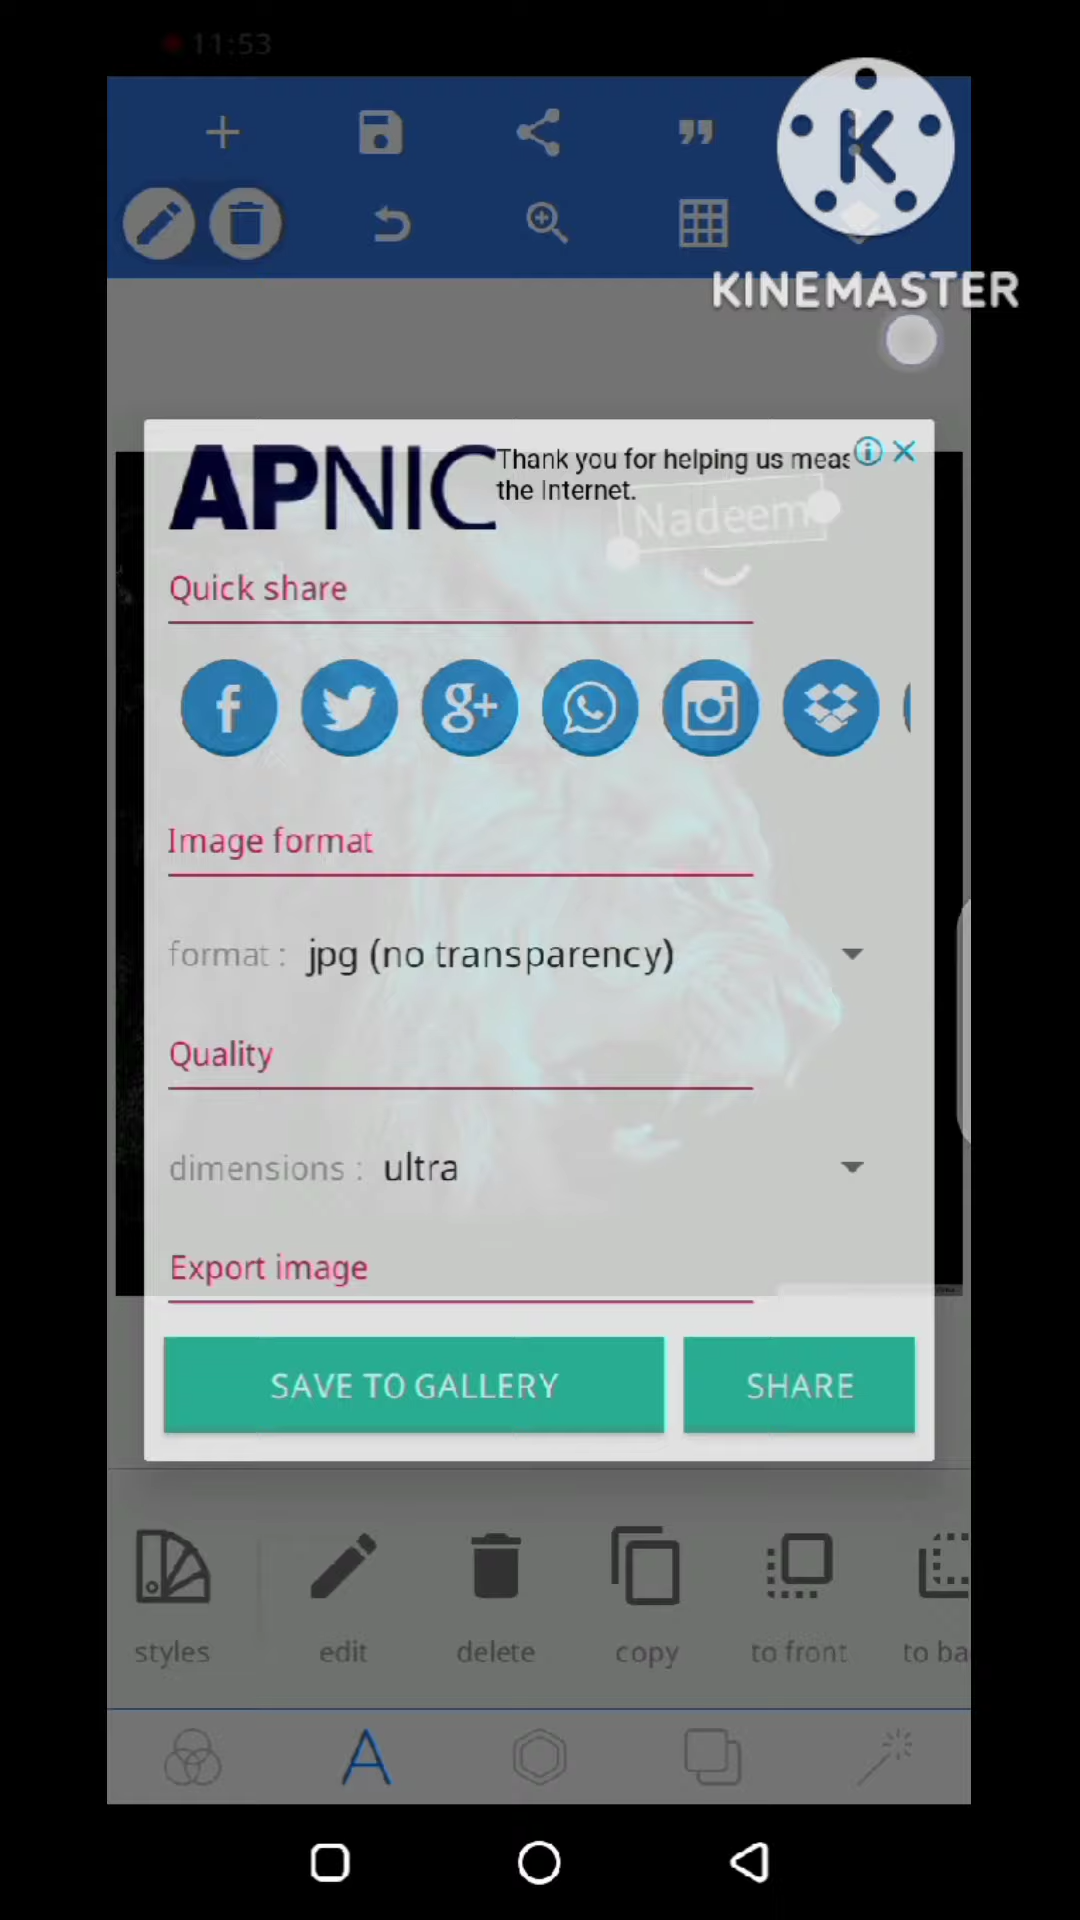 11:53
KINEMASTER
APNIC
Thank you for helping us meas
the Internet.
Nadeem
Quick share
Image format
format : jpg (no transparency)
Quality
dimensions : ultra
Export image
SAVE TO GALLERY SHARE
styles edit delete copy to front to ba